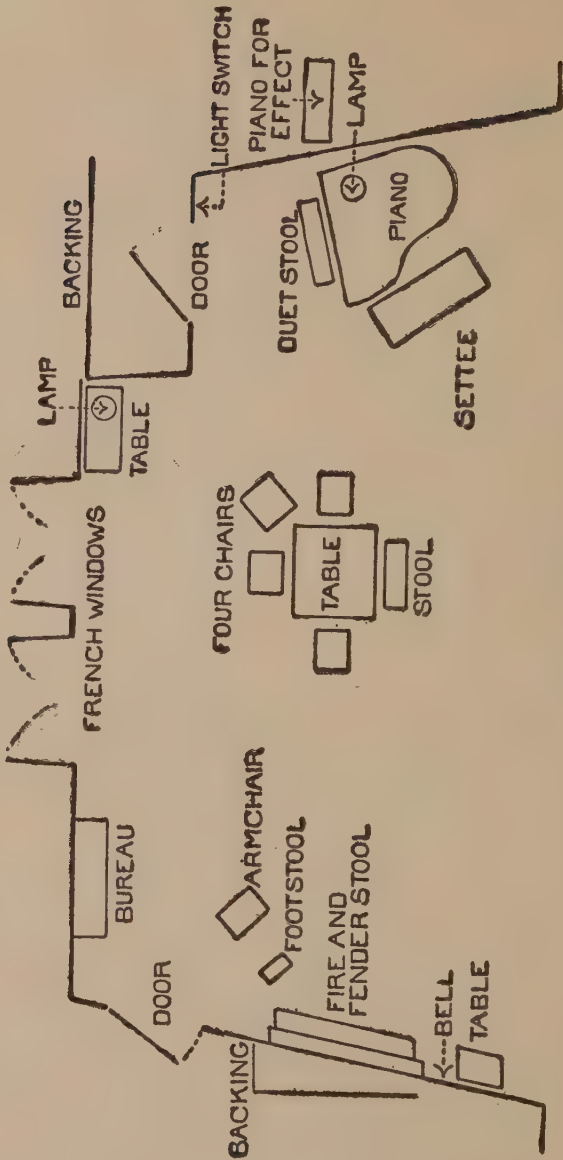 LAMP
BACKING
FRENCH WINDOWS
BUREAU
TABLE
DOOR
DOOR
LIGHT SWITCH
FOUR CHAIRS
BACKING
ARMCHAIR
PIANO FOR
EFFECT
DUET STOOL
FOOTSTOOL
TABLE
FIRE AND
FENDER STOOL
LAMP
PIANO
STOOL
BELL
SETTEE
TABLE